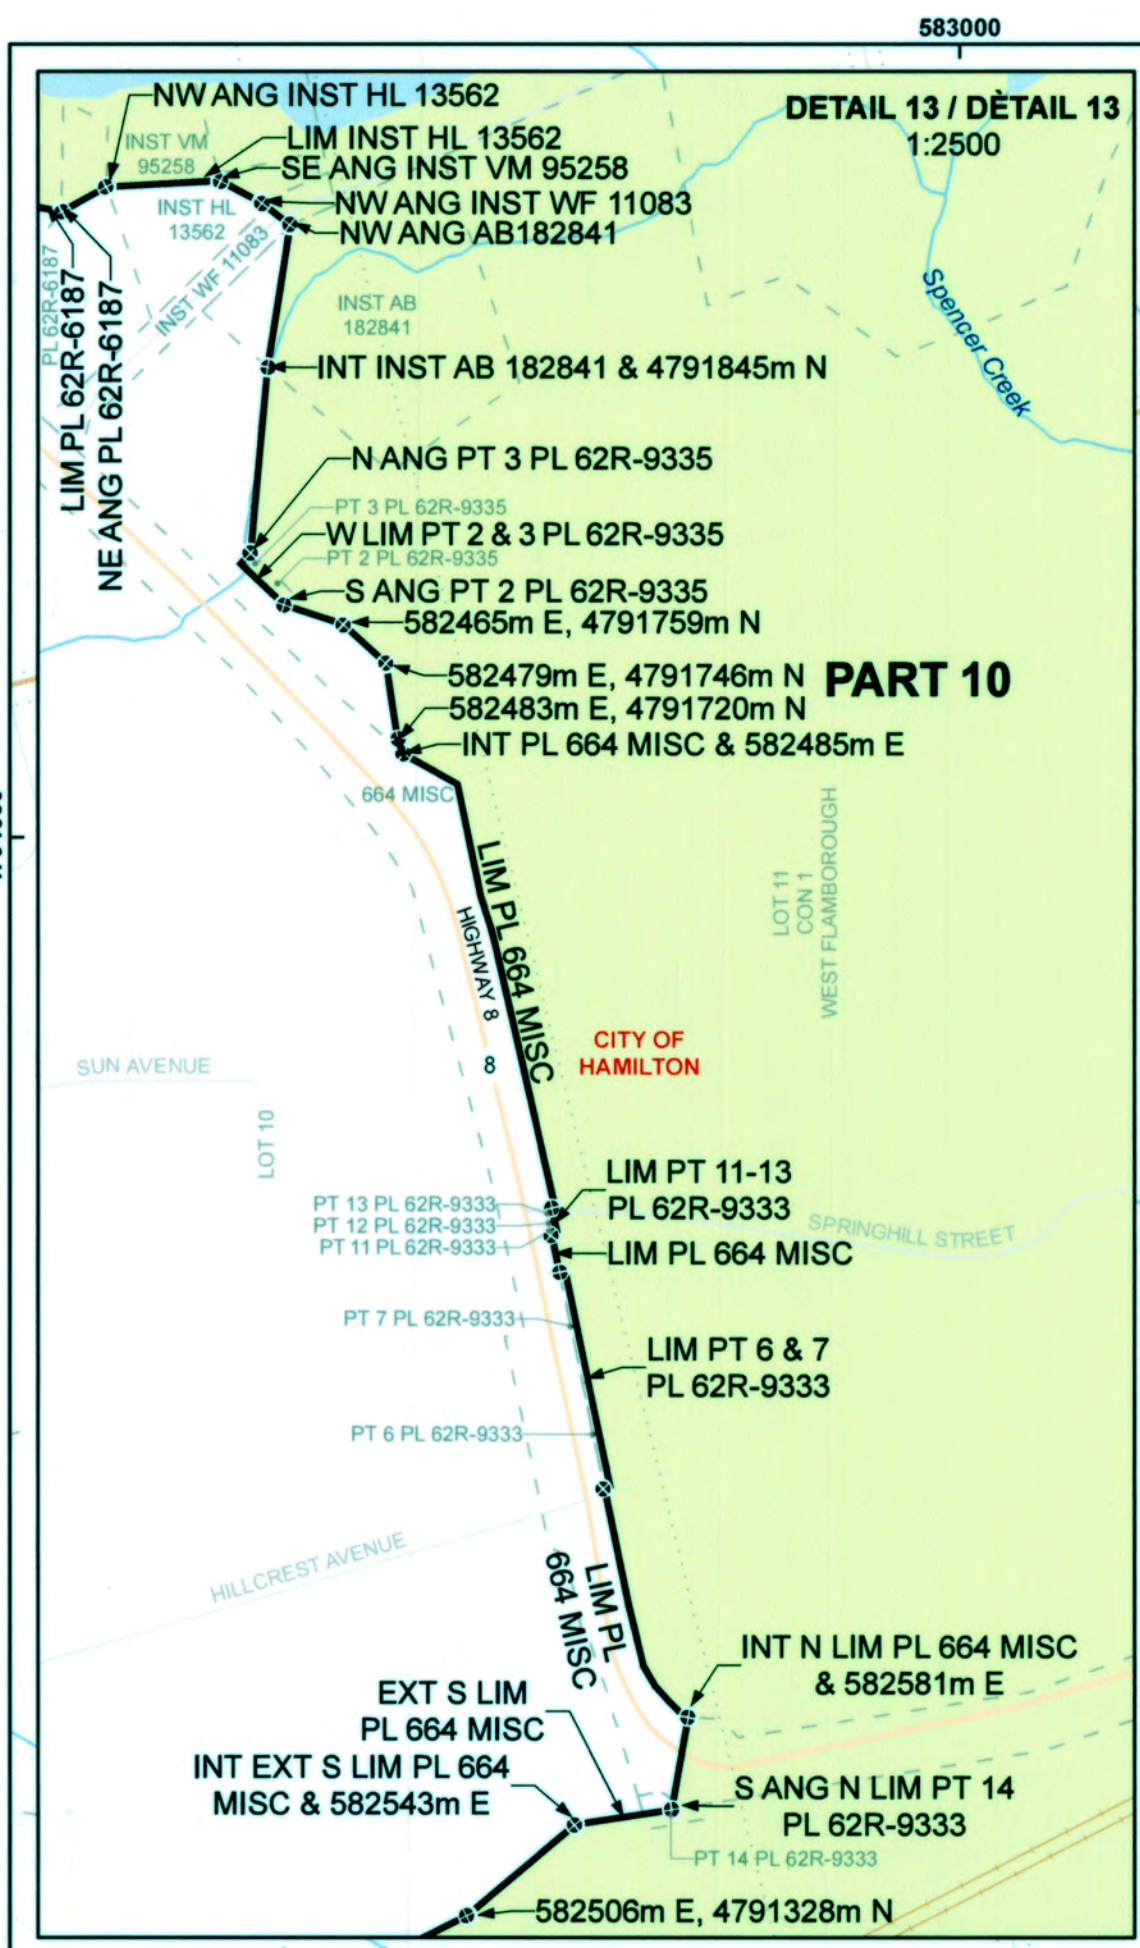 583000
DETAIL 13 / DÈTAIL 13
1:2500
NW ANG INST HL 13562
INST VM
95258
LIM INST HL 13562
SE ANG INST VM 95258
NW ANG INST WF 11083
INST HL
13562
NW ANG AB182841
INST WF 11083
PL 62R-6187
LIM PL 62R-6187
NE ANG PL 62R-6187
INST AB
182841
Spencer Creek
INT INST AB 182841 & 4791845m N
N ANG PT 3 PL 62R-9335
PT 3 PL 62R-9335
W LIM PT 2 & 3 PL 62R-9335
PT 2 PL 62R-9335
S ANG PT 2 PL 62R-9335
582465m E, 4791759m N
582479m E, 4791746m N
PART 10
582483m E, 4791720m N
INT PL 664 MISC & 582485m E
664 MISC
LIM PL 664 MISC
HIGHWAY 8
8
LOT 11
CON 1
WEST FLAMBOROUGH
CITY OF
HAMILTON
SUN AVENUE
LOT 10
LIM PT 11-13
PL 62R-9333
PT 13 PL 62R-9333
PT 12 PL 62R-9333
PT 11 PL 62R-9333
SPRINGHILL STREET
LIM PL 664 MISC
PT 7 PL 62R-9333
LIM PT 6 & 7
PL 62R-9333
PT 6 PL 62R-9333
HILLCREST AVENUE
LIM PL
664 MISC
INT N LIM PL 664 MISC
& 582581m E
EXT S LIM
PL 664 MISC
INT EXT S LIM PL 664
MISC & 582543m E
S ANG N LIM PT 14
PL 62R-9333
PT 14 PL 62R-9333
582506m E, 4791328m N